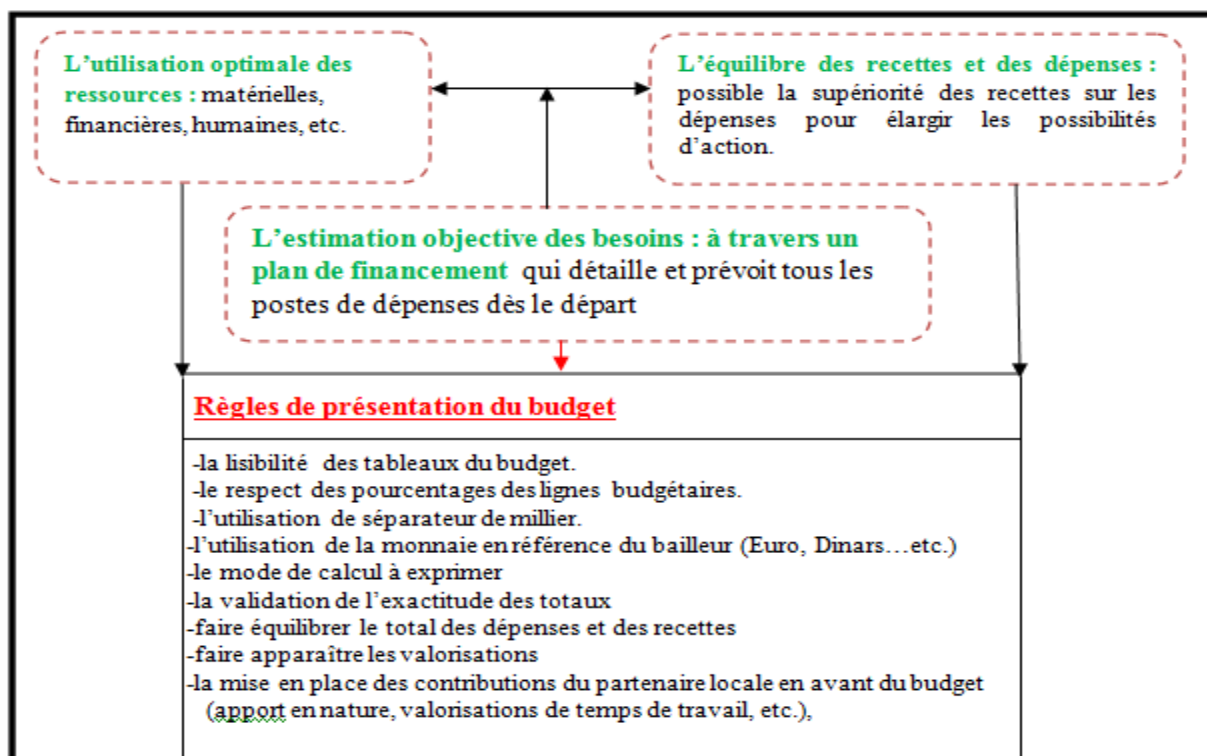 L’utilisation optimale des
ressources : matérielles,
financières, humaines, etc.
L’équilibre des recettes et des dépenses :
possible la supériorité des recettes sur les
dépenses pour élargir les possibilités
d’action.
L’estimation objective des besoins : à travers un
plan de financement qui détaille et prévoit tous les
postes de dépenses dès le départ
Règles de présentation du budget
-la lisibilité des tableaux du budget.
-le respect des pourcentages des lignes budgétaires.
-l’utilisation de séparateur de millier.
-l’utilisation de la monnaie en référence du bailleur (Euro, Dinars…etc.)
-le mode de calcul à exprimer
-la validation de l’exactitude des totaux
-faire équilibrer le total des dépenses et des recettes
-faire apparaître les valorisations
-la mise en place des contributions du partenaire locale en avant du budget
(apport en nature, valorisations de temps de travail, etc.),